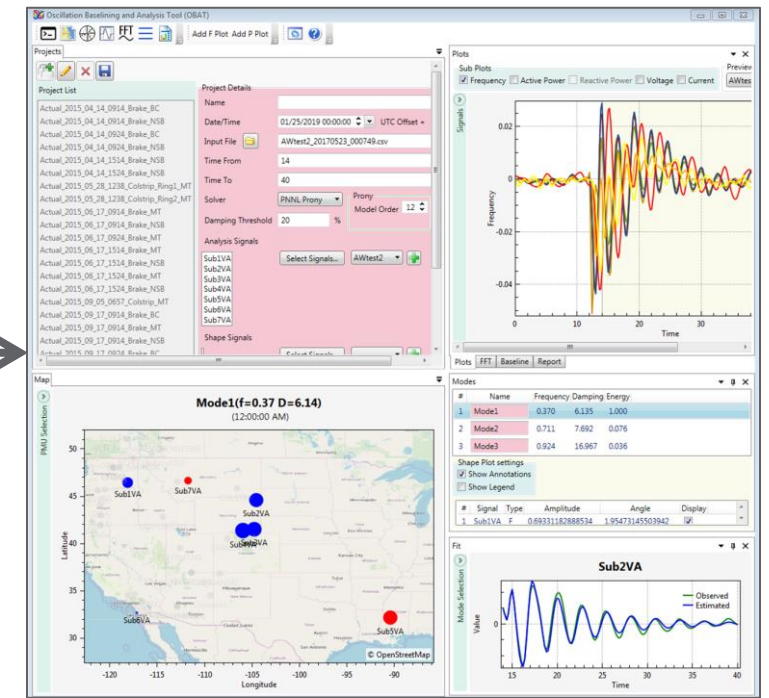 Oscillation Baselining and Analysis Tool (OBAT)
FFT Add F Plot Add P Plot
Projects
Project List
Actual_2015_04_14_0914_Brake_BC
Actual_2015_04_14_0914_Brake_NSB
Actual_2015_04_14_0924_Brake_BC
Actual_2015_04_14_0924_Brake_NSB
Actual_2015_04_14_1514_Brake_NSB
Actual_2015_04_14_1524_Brake_NSB
Actual_2015_05_28_1238_Colstrip_Ring1_MT
Actual_2015_05_28_1238_Colstrip_Ring2_MT
Actual_2015_06_17_0914_Brake_MT
Actual_2015_06_17_0914_Brake_NSB
Actual_2015_06_17_0924_Brake_MT
Actual_2015_06_17_1514_Brake_MT
Actual_2015_06_17_1514_Brake_NSB
Actual_2015_06_17_1524_Brake_MT
Actual_2015_06_17_1524_Brake_NSB
Actual_2015_09_05_0657_Colstrip_MT
Actual_2015_09_17_0914_Brake_BC
Actual_2015_09_17_0914_Brake_MT
Actual_2015_09_17_0914_Brake_NSB
Actual_2015_09_17_0924_Brake_BC
Project Details
Name
Date/Time 01/25/2019 00:00:00 UTC Offset +
Input File AWtest2_20170523_000749.csv
Time From 14
Time To 40
Solver PNNL Prony
Prony
Model Order 12
Damping Threshold 20 %
Analysis Signals
Sub1VA
Sub2VA
Sub3VA
Sub4VA
Sub5VA
Sub6VA
Sub7VA
Select Signals... AWtest2
Shape Signals
Select Signals
Plots
Sub Plots
Frequency Active Power Reactive Power Voltage Current
Preview
AWtes
Signals
Frequency
0.02
0
-0.02
-0.04
0 10 20 30
Time
Plots FFT Baseline Report
Map
PMU Selection
Mode1(f=0.37 D=6.14)
(12:00:00 AM)
Latitude
50
45
40
35
30
Sub1VA
Sub7VA
Sub2VA
Sub3VA
Sub6VA
Sub5VA
© OpenStreetMap
-120 -115 -110 -105 -100 -95 -90
Longitude
Modes
# Name Frequency Damping Energy
1 Mode1 0.370 6.135 1.000
2 Mode2 0.711 7.692 0.076
3 Mode3 0.924 16.967 0.036
Shape Plot settings
Show Annotations
Show Legend
# Signal Type Amplitude Angle Display
1 Sub1VA F 0.69331182888534 1.95473145503942
Fit
Mode Selection
Sub2VA
Value
0
Observed
Estimated
15 20 25 30 35 40
Time